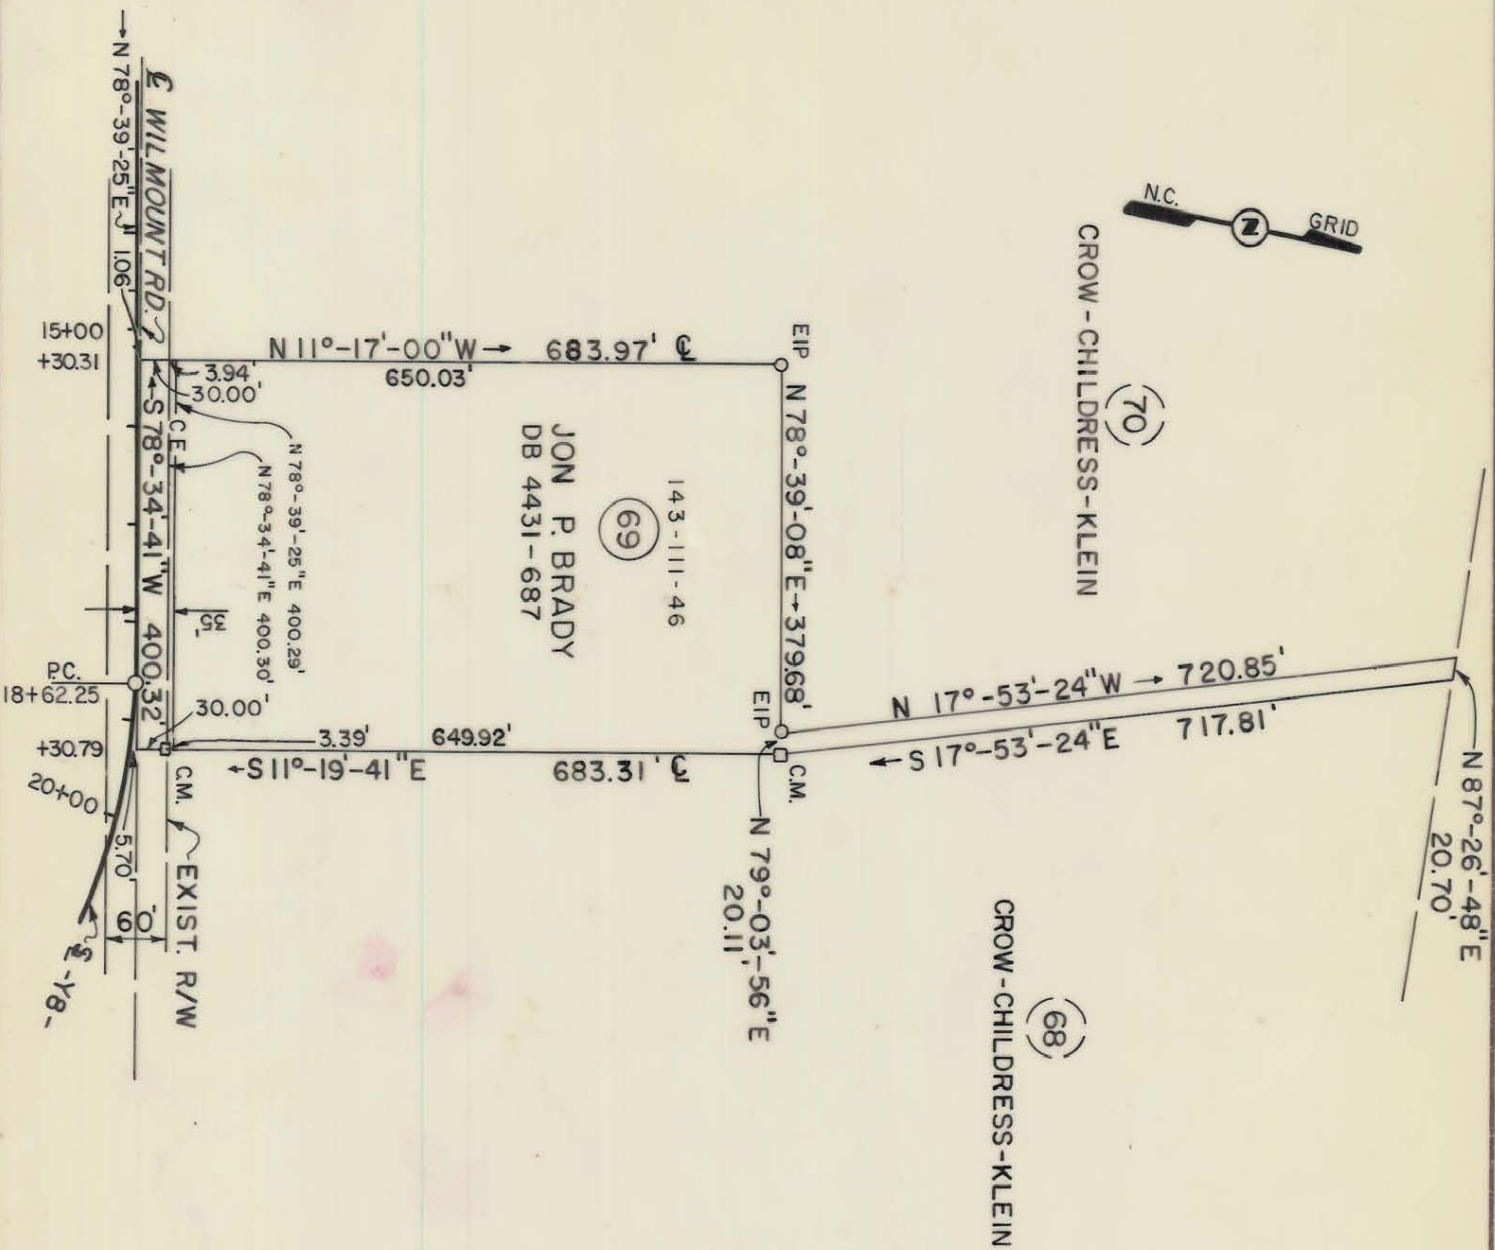 N.C.
GRID
CROW-CHILDRESS-KLEIN
70
→ N 78°-39'-25"E
1.06'
℄ WILMOUNT RD.
15+00
+30.31
N 11°-17'-00"W → 683.97' ℄
650.03'
3.94'
30.00'
C.E.
EIP
N 78°-39'-08"E → 379.68'
N 78°-39'-25"E 400.29'
N 78°-34'-41"E 400.30'
← S 78°-34'-41"W 400.32'
35'
143-111-46
69
JON P. BRADY
DB 4431-687
P.C.
18+62.25
+30.79
20+00
30.00'
3.39'
649.92'
← S 11°-19'-41"E
683.31' ℄
EIP
C.M.
C.M.
N 17°-53'-24"W → 720.85'
← S 17°-53'-24"E 717.81'
N 87°-26'-48"E
20.70'
N 79°-03'-56"E
20.11'
5.70'
60'
EXIST. R/W
℄ -Y8-
68
CROW-CHILDRESS-KLEIN